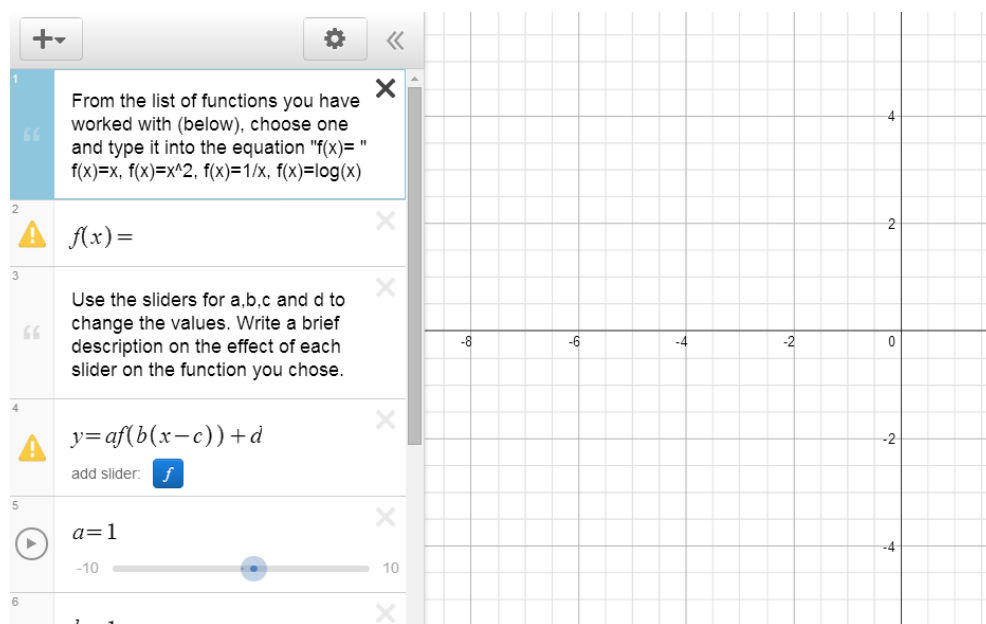 1
From the list of functions you have
worked with (below), choose one
and type it into the equation "f(x)= "
f(x)=x, f(x)=x^2, f(x)=1/x, f(x)=log(x)
2
f(x)=
3
Use the sliders for a,b,c and d to
change the values. Write a brief
description on the effect of each
slider on the function you chose.
4
y=af(b(x−c))+d
add slider: f
5
a=1
-10 10
6
4
2
-8 -6 -4 -2 0
-2
-4